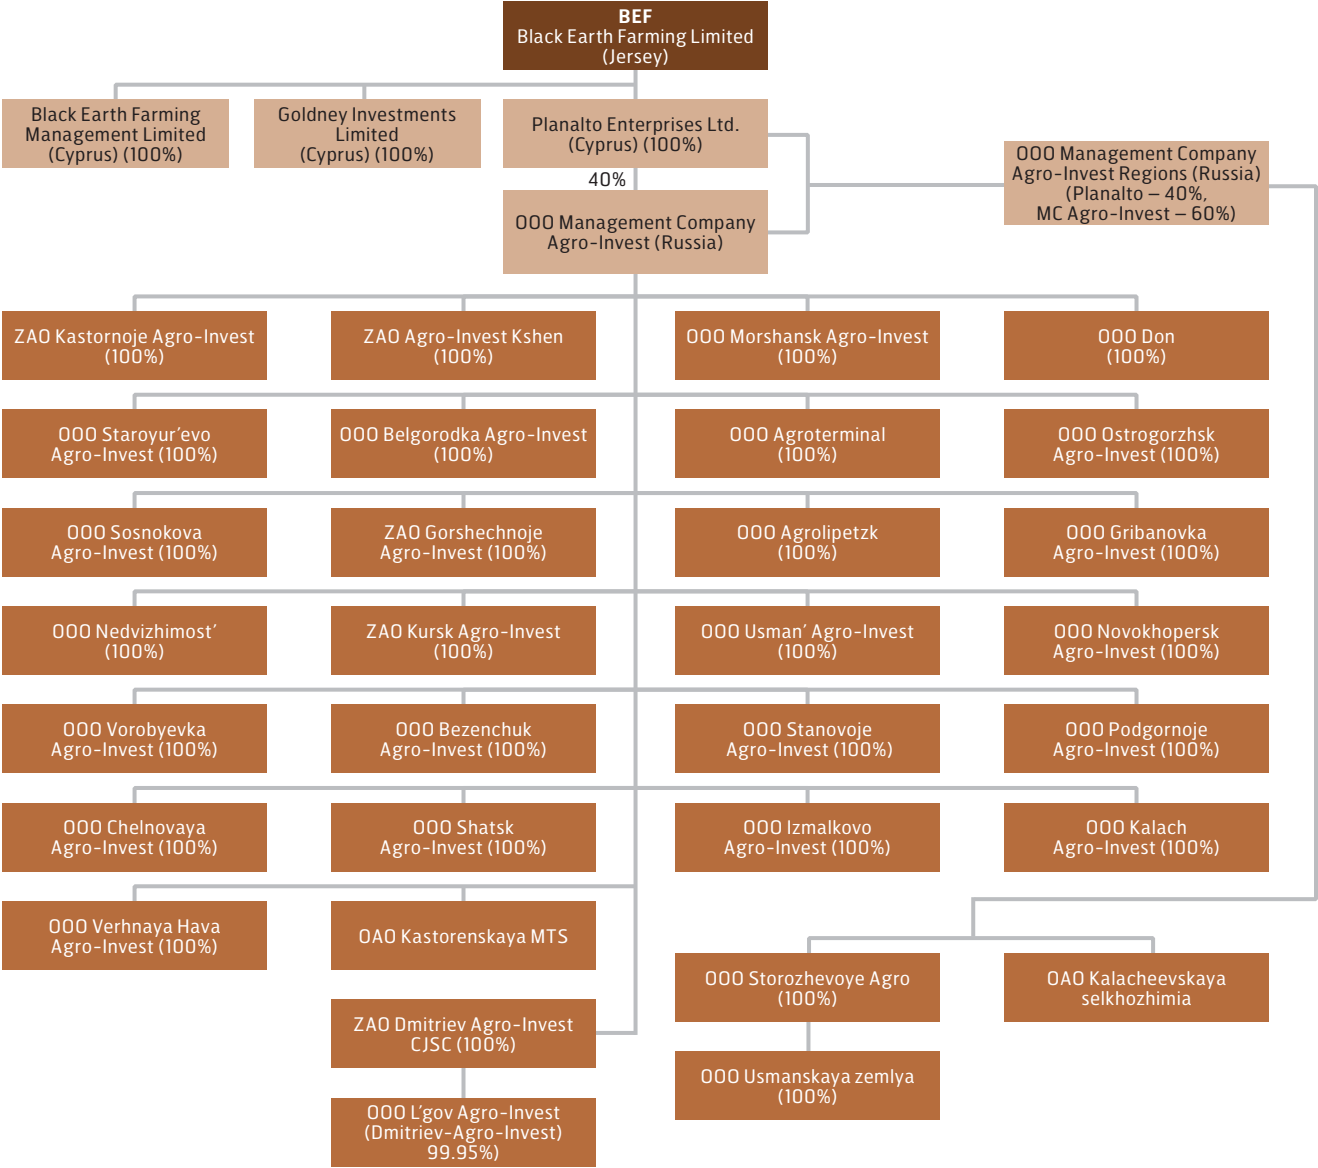 BEF
Black Earth Farming Limited
(Jersey)
Black Earth Farming
Management Limited
(Cyprus) (100%)
Goldney Investments
Limited
(Cyprus) (100%)
Planalto Enterprises Ltd.
(Cyprus) (100%)
OOO Management Company
Agro-Invest Regions (Russia)
(Planalto – 40%,
MC Agro-Invest – 60%)
40%
OOO Management Company
Agro-Invest (Russia)
ZAO Kastornoje Agro-Invest
(100%)
ZAO Agro-Invest Kshen
(100%)
OOO Morshansk Agro-Invest
(100%)
OOO Don
(100%)
OOO Staroyur’evo
Agro-Invest (100%)
OOO Belgorodka Agro-Invest
(100%)
OOO Agroterminal
(100%)
OOO Ostrogorzhsk
Agro-Invest (100%)
OOO Sosnokova
Agro-Invest (100%)
ZAO Gorshechnoje
Agro-Invest (100%)
OOO Agrolipetzk
(100%)
OOO Gribanovka
Agro-Invest (100%)
OOO Nedvizhimost’
(100%)
ZAO Kursk Agro-Invest
(100%)
OOO Usman’ Agro-Invest
(100%)
OOO Novokhopersk
Agro-Invest (100%)
OOO Vorobyevka
Agro-Invest (100%)
OOO Bezenchuk
Agro-Invest (100%)
OOO Stanovoje
Agro-Invest (100%)
OOO Podgornoje
Agro-Invest (100%)
OOO Chelnovaya
Agro-Invest (100%)
OOO Shatsk
Agro-Invest (100%)
OOO Izmalkovo
Agro-Invest (100%)
OOO Kalach
Agro-Invest (100%)
OOO Verhnaya Hava
Agro-Invest (100%)
OAO Kastorenskaya MTS
OOO Storozhevoye Agro
(100%)
OAO Kalacheevskaya
selkhozhimia
ZAO Dmitriev Agro-Invest
CJSC (100%)
OOO Usmanskaya zemlya
(100%)
OOO L’gov Agro-Invest
(Dmitriev-Agro-Invest)
99.95%)